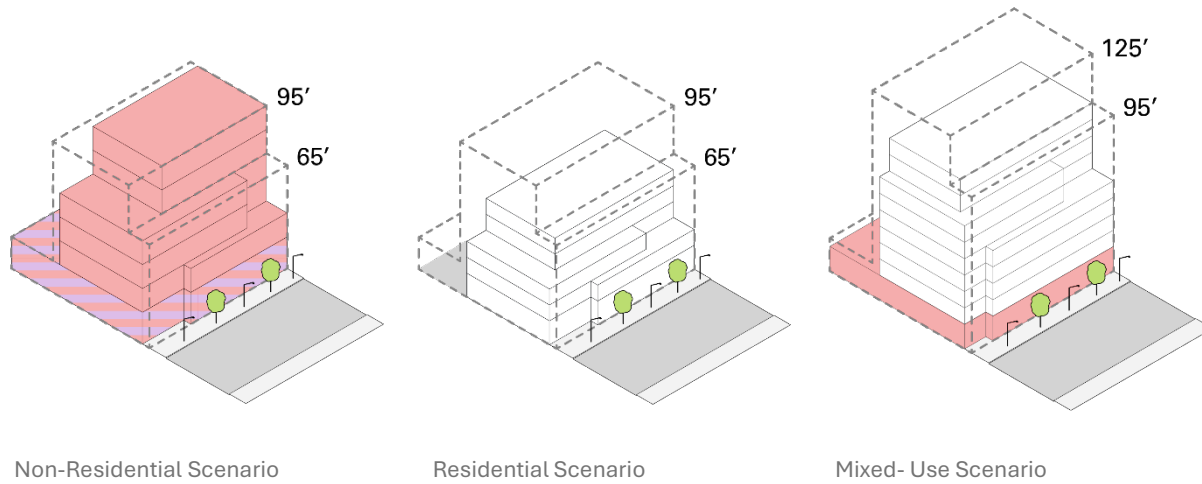 95′
65′
95′
65′
125′
95′
Non-Residential Scenario
Residential Scenario
Mixed- Use Scenario